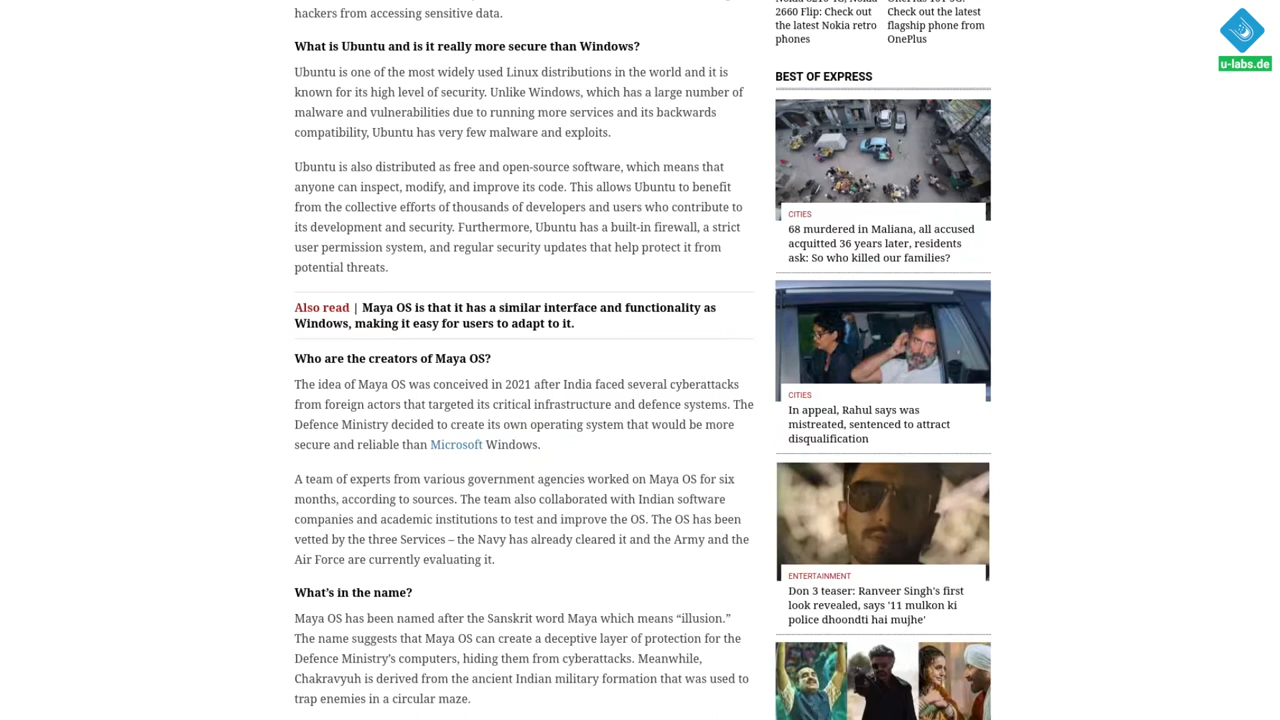 hackers from accessing sensitive data.
What is Ubuntu and is it really more secure than Windows?
Ubuntu is one of the most widely used Linux distributions in the world and it is
known for its high level of security. Unlike Windows, which has a large number of
malware and vulnerabilities due to running more services and its backwards
compatibility, Ubuntu has very few malware and exploits.
Ubuntu is also distributed as free and open-source software, which means that
anyone can inspect, modify, and improve its code. This allows Ubuntu to benefit
from the collective efforts of thousands of developers and users who contribute to
its development and security. Furthermore, Ubuntu has a built-in firewall, a strict
user permission system, and regular security updates that help protect it from
potential threats.
Also read | Maya OS is that it has a similar interface and functionality as
Windows, making it easy for users to adapt to it.
Who are the creators of Maya OS?
The idea of Maya OS was conceived in 2021 after India faced several cyberattacks
from foreign actors that targeted its critical infrastructure and defence systems. The
Defence Ministry decided to create its own operating system that would be more
secure and reliable than Microsoft Windows.
A team of experts from various government agencies worked on Maya OS for six
months, according to sources. The team also collaborated with Indian software
companies and academic institutions to test and improve the OS. The OS has been
vetted by the three Services – the Navy has already cleared it and the Army and the
Air Force are currently evaluating it.
What's in the name?
Maya OS has been named after the Sanskrit word Maya which means “illusion.”
The name suggests that Maya OS can create a deceptive layer of protection for the
Defence Ministry's computers, hiding them from cyberattacks. Meanwhile,
Chakravyuh is derived from the ancient Indian military formation that was used to
trap enemies in a circular maze.
2660 Flip: Check out
the latest Nokia retro
phones
Check out the latest
flagship phone from
OnePlus
BEST OF EXPRESS
CITIES
68 murdered in Maliana, all accused
acquitted 36 years later, residents
ask: So who killed our families?
CITIES
In appeal, Rahul says was
mistreated, sentenced to attract
disqualification
ENTERTAINMENT
Don 3 teaser: Ranveer Singh's first
look revealed, says '11 mulkon ki
police dhoondti hai mujhe'
u-labs.de